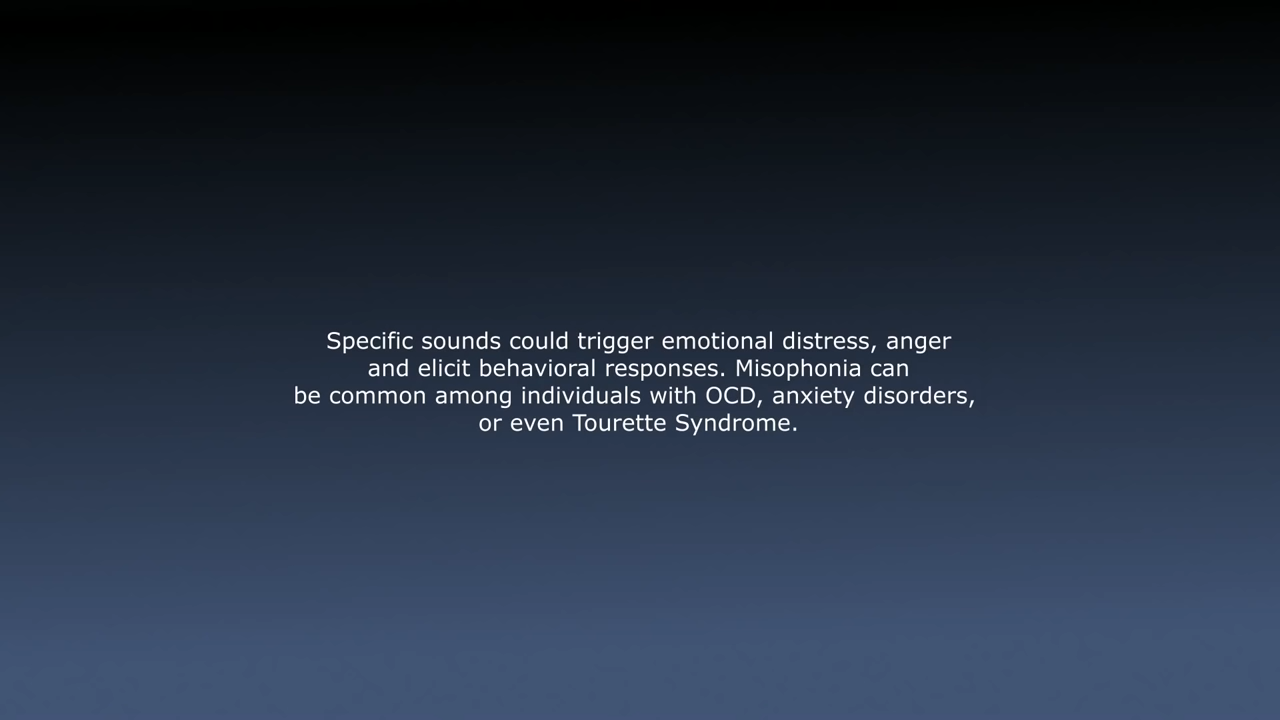 Specific sounds could trigger emotional distress, anger
and elicit behavioral responses. Misophonia can
be common among individuals with OCD, anxiety disorders,
or even Tourette Syndrome.